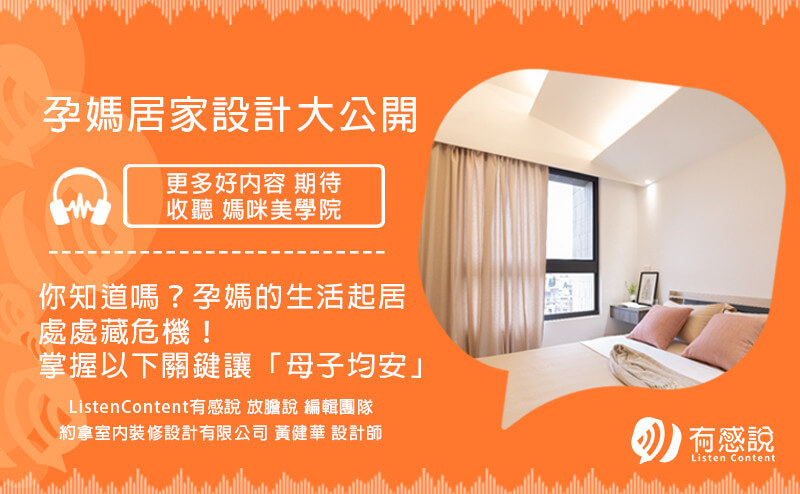 孕媽居家設計大公開
更多好内容 期待
收聽 媽咪美學院
你知道嗎？孕媽的生活起居
處處藏危機！
掌握以下關鍵讓「母子均安」
ListenContent有感說 放膽說 編輯團隊
約拿室内裝修設計有限公司 黃健華 設計師
有感說
Listen Content